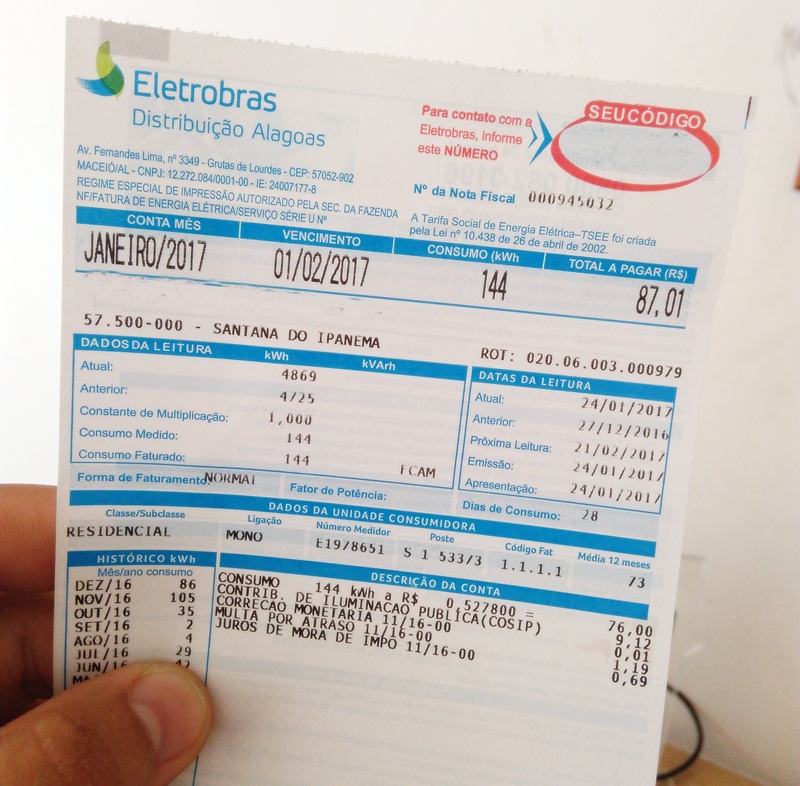 Eletrobras
Distribuição Alagoas
Av. Fernandes Lima, nº 3349 - Grutas de Lourdes - CEP: 57052-902
MACEIÓ/AL - CNPJ: 12.272.084/0001-00 - IE: 24007177-8
REGIME ESPECIAL DE IMPRESSÃO AUTORIZADO PELA SEC. DA FAZENDA
NF/FATURA DE ENERGIA ELÉTRICA/SERVIÇO SÉRIE U Nº
Para contato com a
Eletrobras, informe
este NÚMERO
SEUCÓDIGO
Nº da Nota Fiscal 000945032
A Tarifa Social de Energia Elétrica–TSEE foi criada
pela Lei nº 10.438 de 26 de abril de 2002.
CONTA MÊS VENCIMENTO CONSUMO (kWh TOTAL A PAGAR (R$)
JANEIRO/2017 01/02/2017 144 87,01
57.500-000 - SANTANA DO IPANEMA
ROT: 020.06.003.000979
DADOS DA LEITURA kWh kVArh
Atual: 4869
Anterior: 4725
Constante de Multiplicação: 1,000
Consumo Medido: 144
Consumo Faturado: 144 FCAM
Forma de Faturamento NORMAL Fator de Potência:
DATAS DA LEITURA
Atual: 24/01/2017
Anterior: 27/12/2016
Próxima Leitura: 21/02/2017
Emissão: 24/01/2017
Apresentação: 24/01/2017
Dias de Consumo: 28
DADOS DA UNIDADE CONSUMIDORA
Classe/Subclasse Ligação Número Medidor Poste Código Fat Média 12 meses
RESIDENCIAL MONO E1978651 S 1 533/3 1.1.1.1 73
HISTÓRICO kWh
Mês/ano consumo
DEZ/16 86
NOV/16 105
OUT/16 35
SET/16 2
AGO/16 4
JUL/16 29
JUN/16
DESCRIÇÃO DA CONTA
CONSUMO 144 kWh a R$ 0,527800 = 76,00
CONTRIB. DE ILUMINACAO PUBLICA(COSIP) 9,12
CORRECAO MONETARIA 11/16-00 0,01
MULTA POR ATRASO 11/16-00 1,19
JUROS DE MORA DE IMPO 11/16-00 0,69